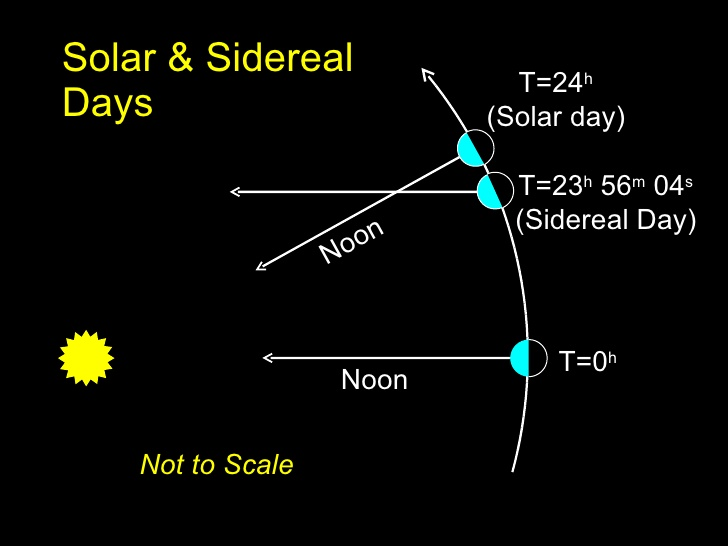 Solar & Sidereal
Days
T=24ʰ
(Solar day)
T=23ʰ 56ᵐ 04ˢ
(Sidereal Day)
Noon
T=0ʰ
Noon
Not to Scale